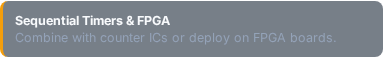 Sequential Timers & FPGA
Combine with counter ICs or deploy on FPGA boards.